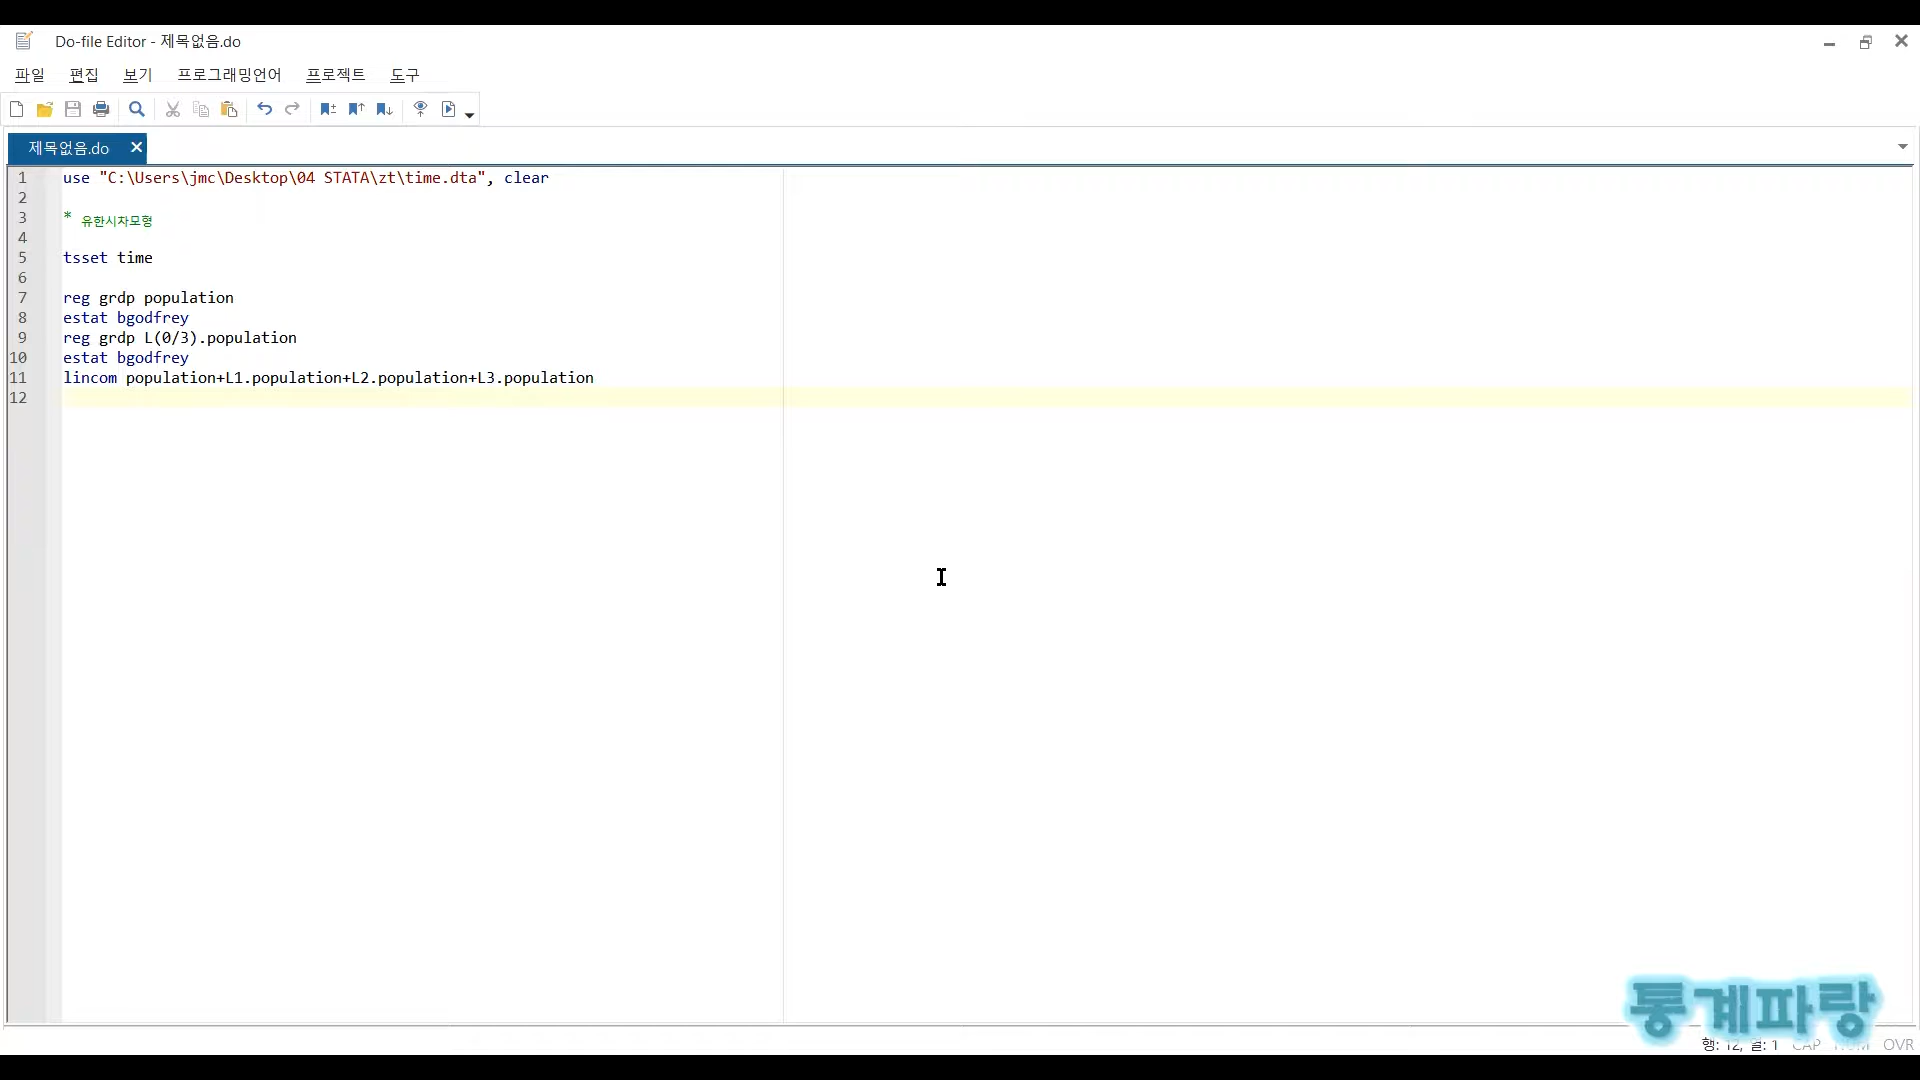 Do-file Editor - 제목없음.do
파일 편집 보기 프로그래밍언어 프로젝트 도구
제목없음.do
1 use "C:\Users\jmc\Desktop\04 STATA\zt\time.dta", clear
2
3 * 유한시차모형
4
5 tsset time
6
7 reg grdp population
8 estat bgodfrey
9 reg grdp L(0/3).population
10 estat bgodfrey
11 lincom population+L1.population+L2.population+L3.population
12
통계파랑
행: 12, 열: 1 CAP NUM OVR